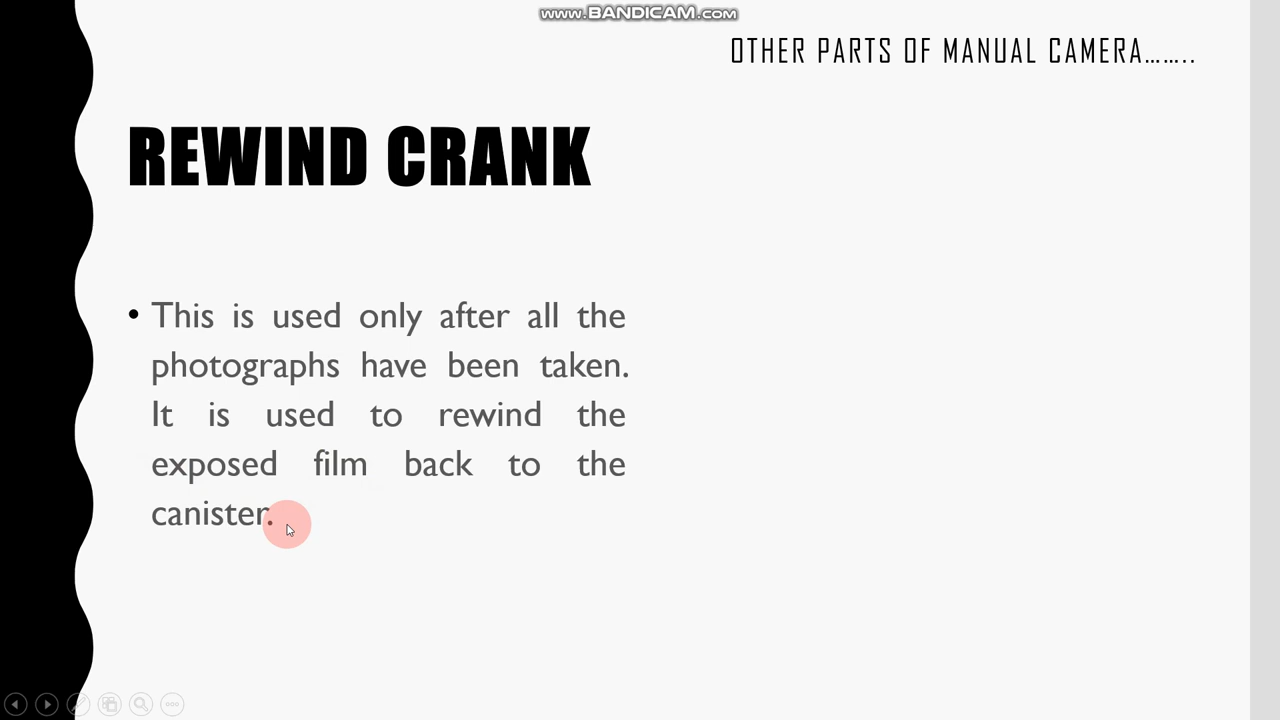 www.BANDICAM.com
OTHER PARTS OF MANUAL CAMERA……..
REWIND CRANK
• This is used only after all the
photographs have been taken.
It is used to rewind the
exposed film back to the
canister.